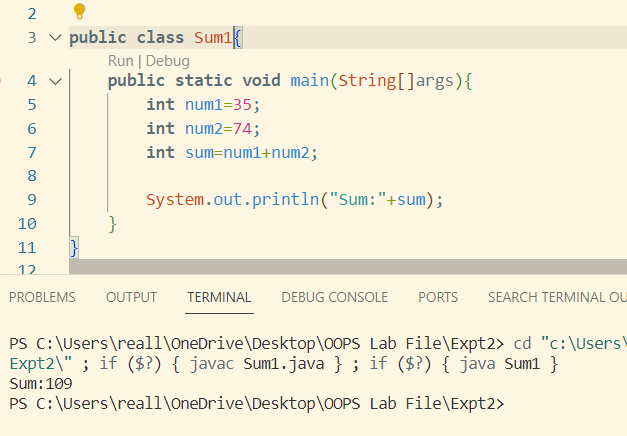 2
3 public class Sum1{
Run | Debug
4 public static void main(String[]args){
5 int num1=35;
6 int num2=74;
7 int sum=num1+num2;
8
9 System.out.println("Sum:"+sum);
10 }
11 }
12
PROBLEMS OUTPUT TERMINAL DEBUG CONSOLE PORTS SEARCH TERMINAL OU
PS C:\Users\reall\OneDrive\Desktop\OOPS Lab File\Expt2> cd "c:\Users\
Expt2\" ; if ($?) { javac Sum1.java } ; if ($?) { java Sum1 }
Sum:109
PS C:\Users\reall\OneDrive\Desktop\OOPS Lab File\Expt2>